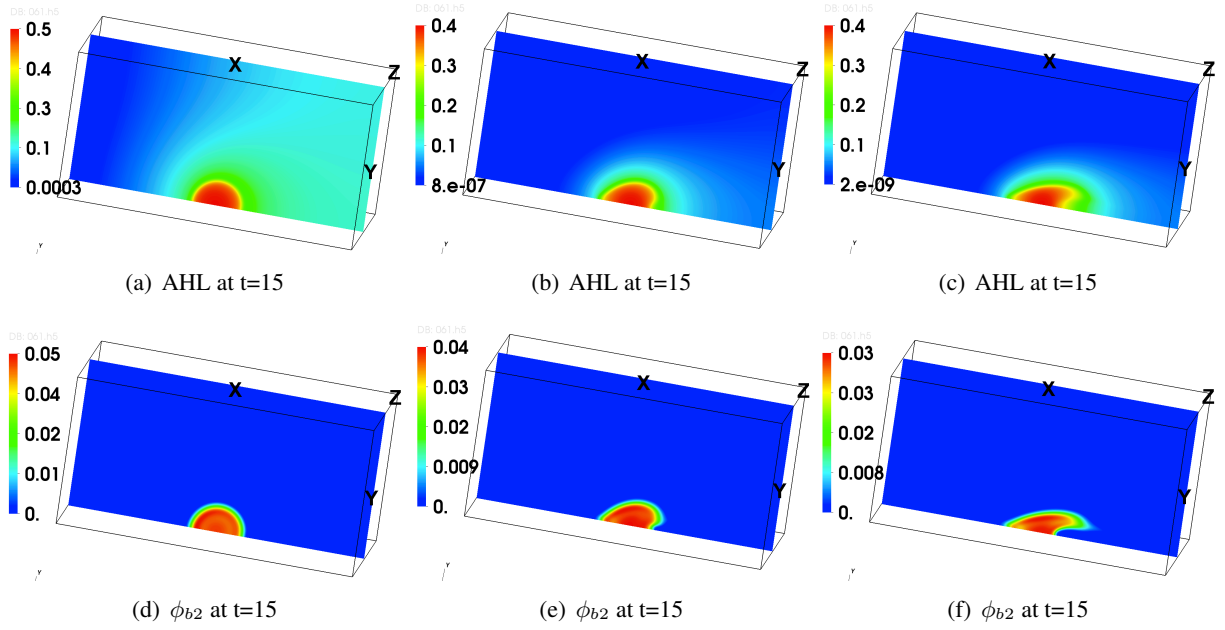 DB: 061.h5
0.5
0.4
0.3
0.1
0.0003
X
Z
Y
Y
(a) AHL at t=15
0.4
0.3
0.2
0.1
8.e-07
X
Z
Y
Y
(b) AHL at t=15
DB: 061.h5
0.4
0.3
0.2
0.1
2.e-09
X
Z
Y
Y
(c) AHL at t=15
DB: 061.h5
0.05
0.04
0.02
0.01
0.
X
Z
Y
Y
(d) ϕb2 at t=15
DB: 061.h5
0.04
0.03
0.02
0.009
0.
X
Z
Y
Y
(e) ϕb2 at t=15
DB: 061.h5
0.03
0.03
0.02
0.008
0.
X
Z
Y
Y
(f) ϕb2 at t=15